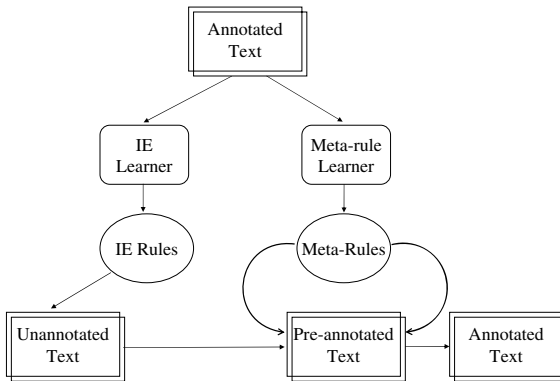 Annotated
Text
IE
Learner
Meta-rule
Learner
IE Rules
Meta-Rules
Unannotated
Text
Pre-annotated
Text
Annotated
Text